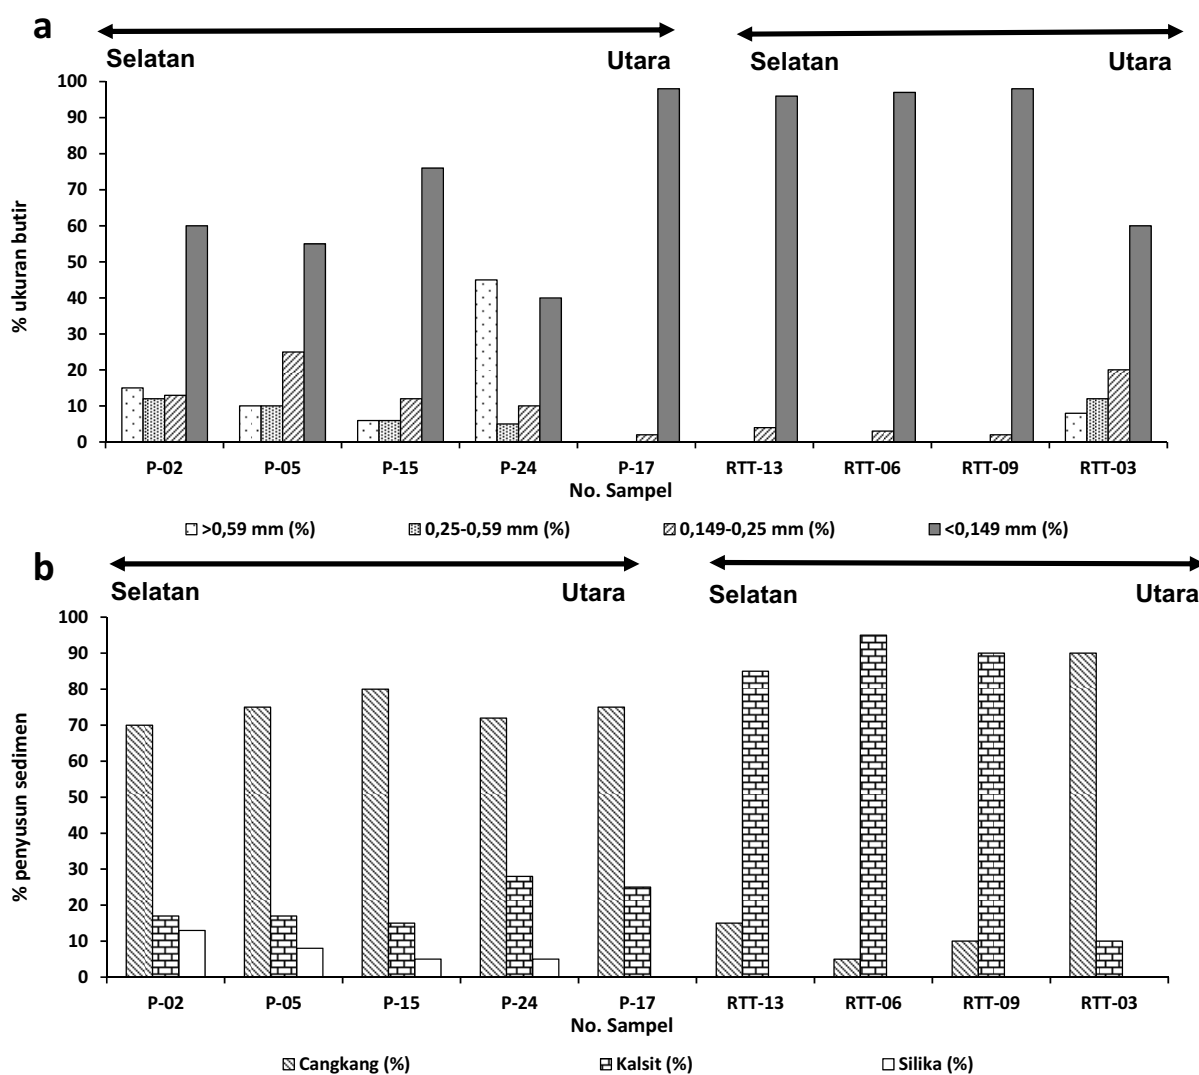 a
Selatan Utara Selatan Utara
100
90
80
70
60
50
40
30
20
10
0
% ukuran butir
P-02 P-05 P-15 P-24 P-17 RTT-13 RTT-06 RTT-09 RTT-03
No. Sampel
>0,59 mm (%) 0,25-0,59 mm (%) 0,149-0,25 mm (%) <0,149 mm (%)
b
Selatan Utara Selatan Utara
100
90
80
70
60
50
40
30
20
10
0
% penyusun sedimen
P-02 P-05 P-15 P-24 P-17 RTT-13 RTT-06 RTT-09 RTT-03
No. Sampel
Cangkang (%) Kalsit (%) Silika (%)